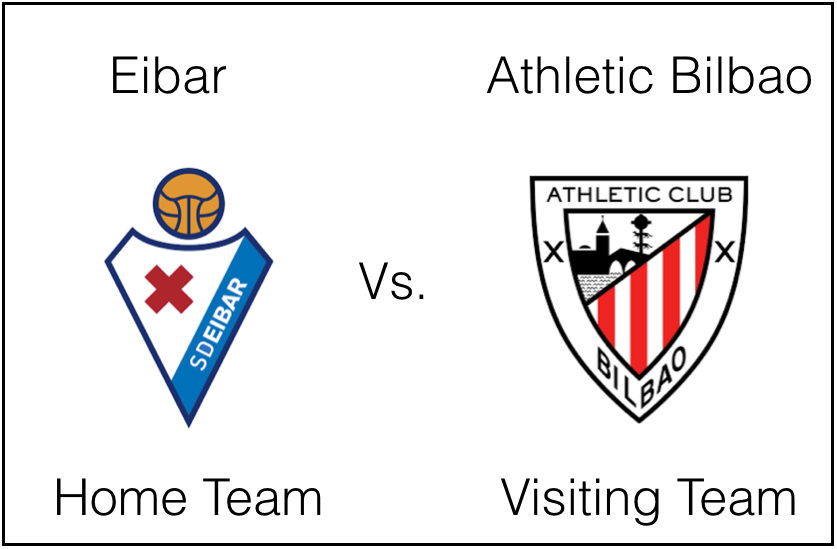 Eibar
Athletic Bilbao
SDEIBAR
Vs.
ATHLETIC CLUB
X X
BILBAO
Home Team
Visiting Team